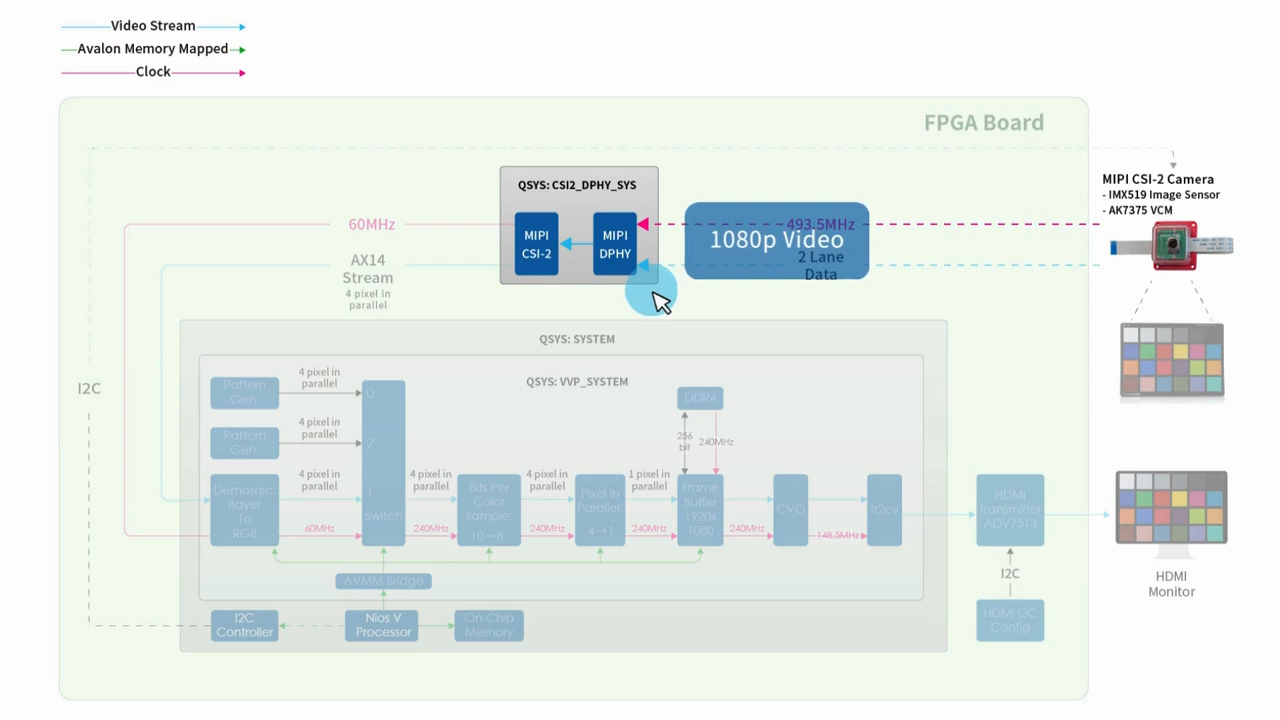 Video Stream
Avalon Memory Mapped
Clock
FPGA Board
MIPI CSI-2 Camera
- IMX519 Image Sensor
- AK7375 VCM
QSYS: CSI2_DPHY_SYS
MIPI
CSI-2
MIPI
DPHY
60MHz
493.5MHz
1080p Video
2 Lane
Data
AX14
Stream
4 pixel in
parallel
I2C
QSYS: SYSTEM
QSYS: VVP_SYSTEM
Pattern
Gen.
4 pixel in
parallel
0
Pattern
Gen.
4 pixel in
parallel
2
DDR4
256
bit
240MHz
Demosaic:
Bayer
To
RGB
4 pixel in
parallel
60MHz
1
Switch
4 pixel in
parallel
240MHz
Bits Per
Color
Sample:
10→8
4 pixel in
parallel
240MHz
Pixel In
Parallel:
4→1
1 pixel in
parallel
240MHz
Frame
Buffer
1920x
1080
240MHz
CVO
148.5MHz
Ir2cv
HDMI
Transmitter
ADV7513
I2C
HDMI I2C
Config
HDMI
Monitor
AVMM Bridge
I2C
Controller
Nios V
Processor
On-Chip
Memory